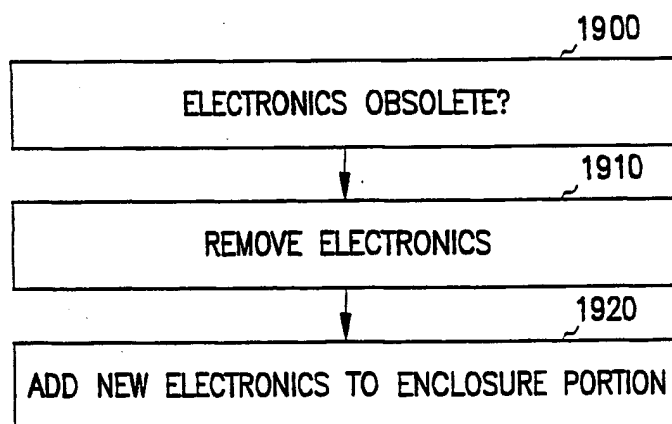 1900
ELECTRONICS OBSOLETE?
1910
REMOVE ELECTRONICS
1920
ADD NEW ELECTRONICS TO ENCLOSURE PORTION